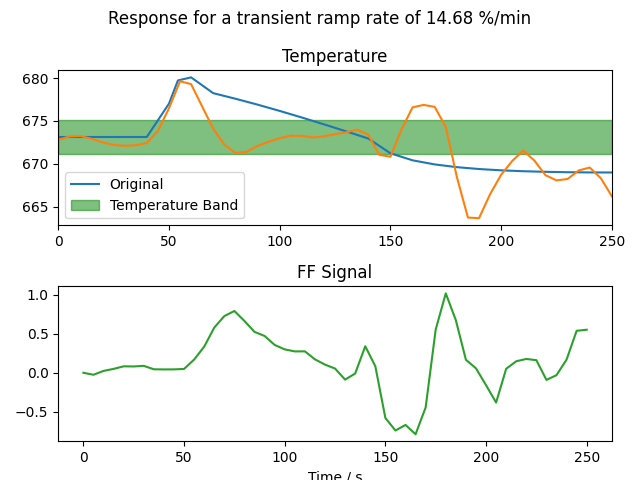 Response for a transient ramp rate of 14.68 %/min
Temperature
680
675
670
665
Original
Temperature Band
0 50 100 150 200 250
FF Signal
1.0
0.5
0.0
−0.5
0 50 100 150 200 250
Time / s